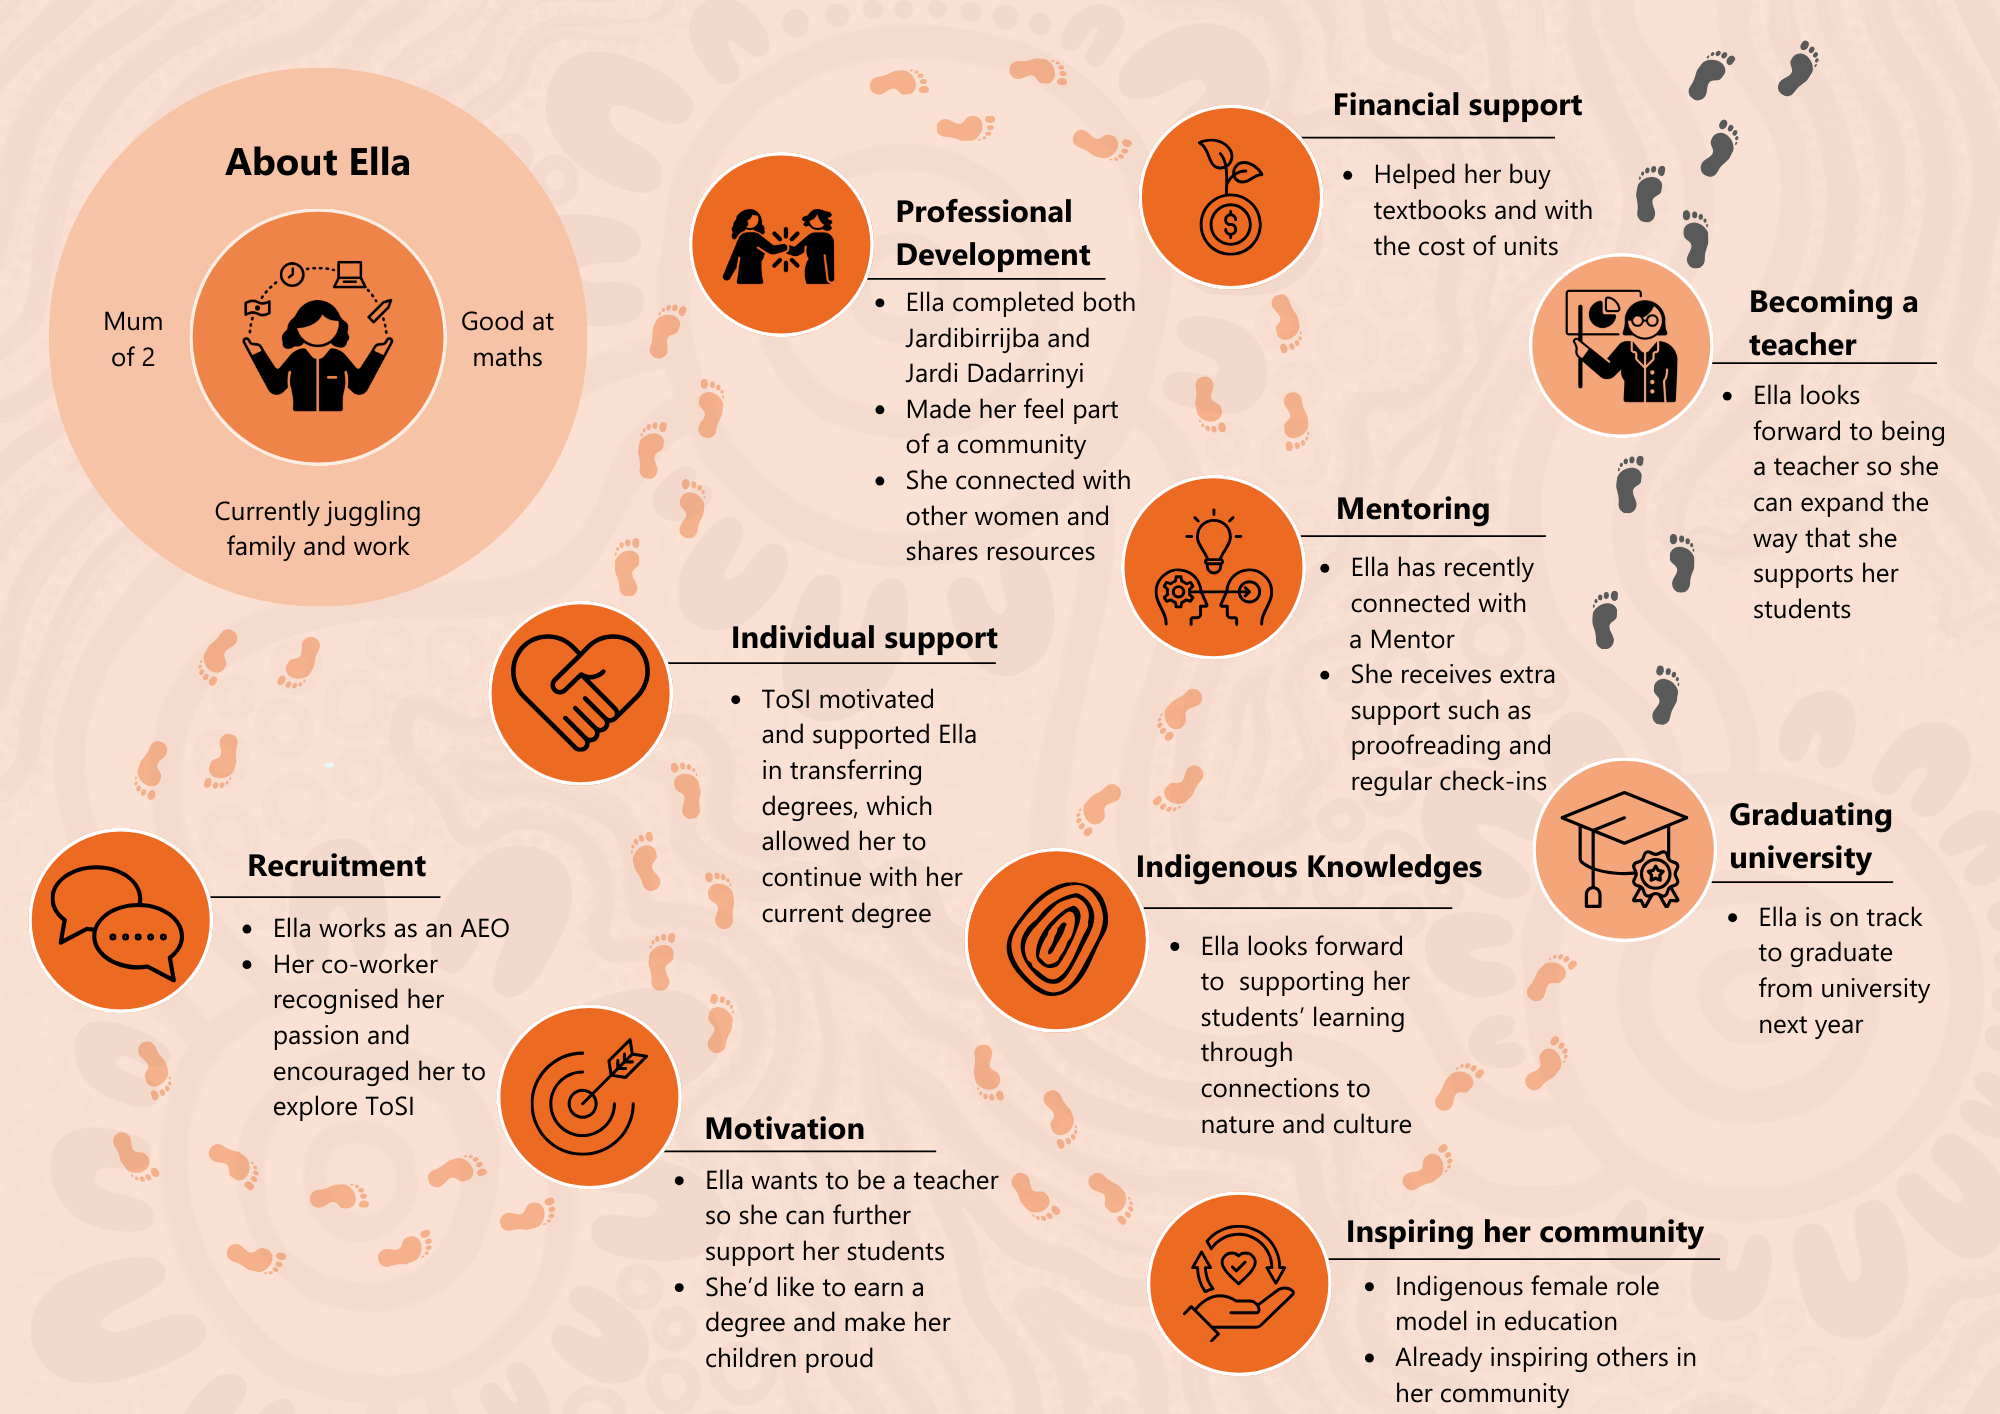 About Ella
Mum
of 2
Good at
maths
Currently juggling
family and work
Recruitment
• Ella works as an AEO
• Her co-worker
recognised her
passion and
encouraged her to
explore ToSI
Motivation
• Ella wants to be a teacher
so she can further
support her students
• She’d like to earn a
degree and make her
children proud
Individual support
• ToSI motivated
and supported Ella
in transferring
degrees, which
allowed her to
continue with her
current degree
Professional
Development
• Ella completed both
Jardibirrijba and
Jardi Dadarrinyi
• Made her feel part
of a community
• She connected with
other women and
shares resources
Financial support
• Helped her buy
textbooks and with
the cost of units
Mentoring
• Ella has recently
connected with
a Mentor
• She receives extra
support such as
proofreading and
regular check-ins
Indigenous Knowledges
• Ella looks forward
to supporting her
students’ learning
through
connections to
nature and culture
Inspiring her community
• Indigenous female role
model in education
• Already inspiring others in
her community
Graduating
university
• Ella is on track
to graduate
from university
next year
Becoming a
teacher
• Ella looks
forward to being
a teacher so she
can expand the
way that she
supports her
students